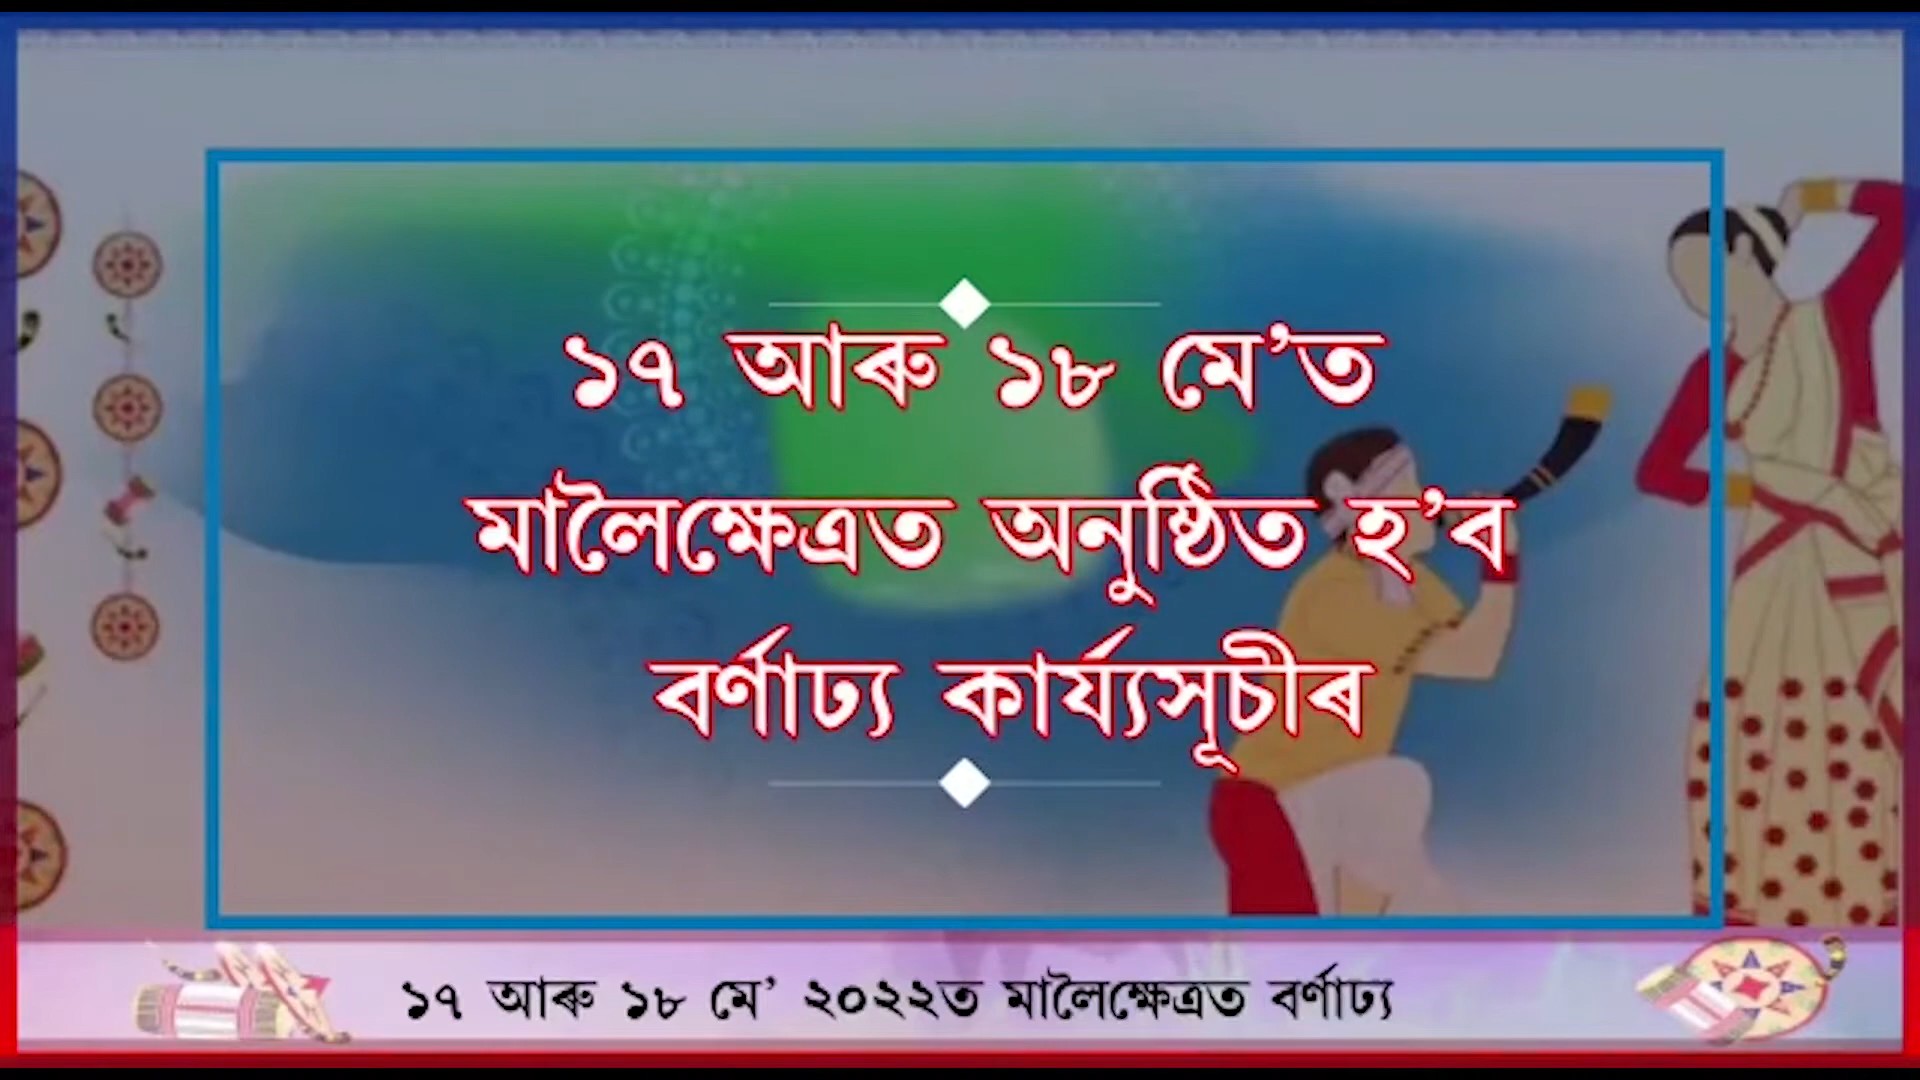 ১৭ আৰু ১৮ মে’ত
মালৈক্ষেত্ৰত অনুষ্ঠিত হ’ব
বৰ্ণাঢ্য কাৰ্য্যসূচীৰ
১৭ আৰু ১৮ মে’ ২০২২ত মালৈক্ষেত্ৰত বৰ্ণাঢ্য